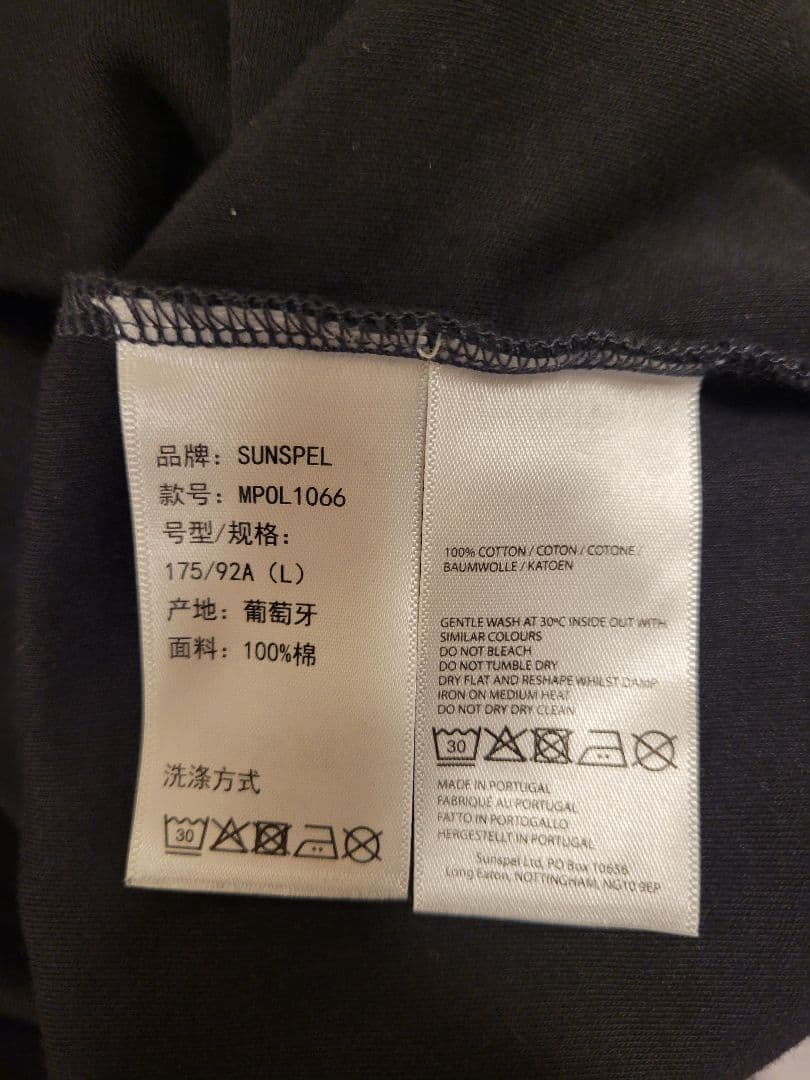 品牌: SUNSPEL
款号: MPOL1066
号型/规格:
175/92A (L)
产地: 葡萄牙
面料: 100%棉
洗涤方式
30
100% COTTON / COTON / COTONE /
BAUMWOLLE / KATOEN
GENTLE WASH AT 30ºC INSIDE OUT WITH
SIMILAR COLOURS
DO NOT BLEACH
DO NOT TUMBLE DRY
DRY FLAT AND RESHAPE WHILST DAMP
IRON ON MEDIUM HEAT
DO NOT DRY DRY CLEAN
30
MADE IN PORTUGAL
FABRIQUÉ AU PORTUGAL
FATTO IN PORTOGALLO
HERGESTELLT IN PORTUGAL
Sunspel Ltd, PO Box 10656
Long Eaton, NOTTINGHAM, NG10 9EP